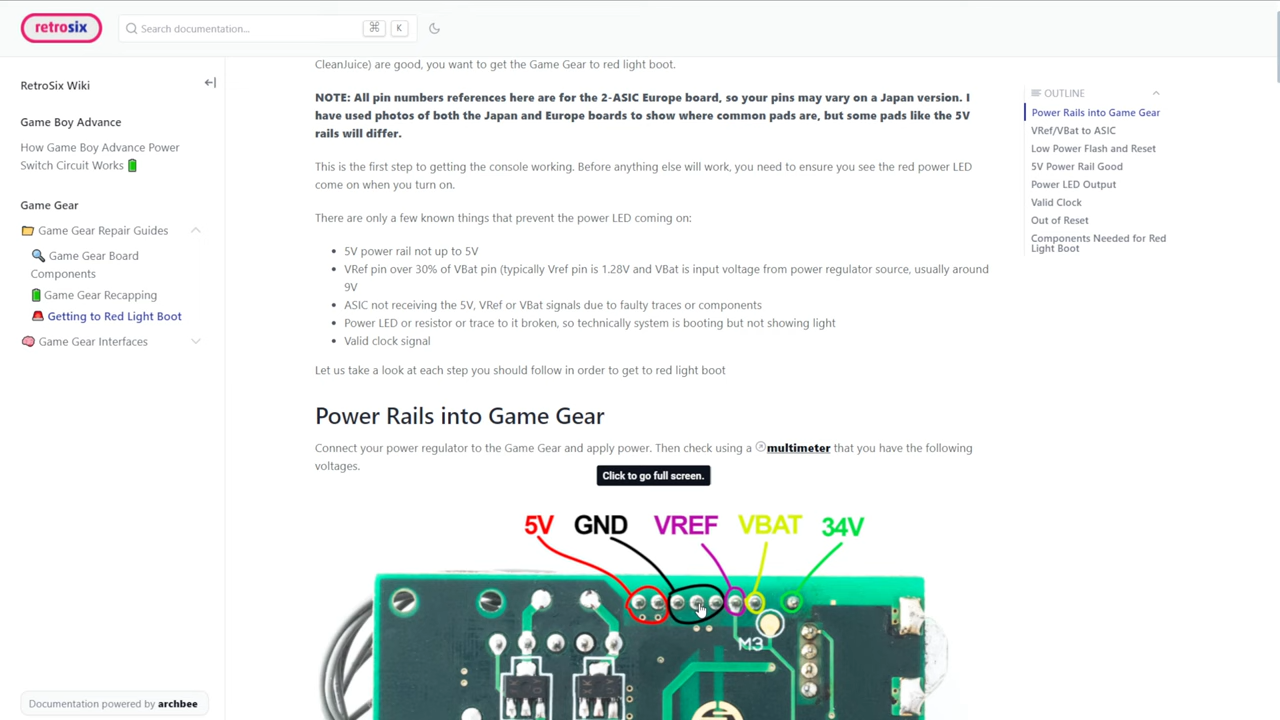 retrosix
Search documentation...
⌘ K
RetroSix Wiki
Game Boy Advance
How Game Boy Advance Power
Switch Circuit Works
Game Gear
Game Gear Repair Guides
Game Gear Board
Components
Game Gear Recapping
Getting to Red Light Boot
Game Gear Interfaces
Documentation powered by archbee
CleanJuice) are good, you want to get the Game Gear to red light boot.
NOTE: All pin numbers references here are for the 2-ASIC Europe board, so your pins may vary on a Japan version. I
have used photos of both the Japan and Europe boards to show where common pads are, but some pads like the 5V
rails will differ.
This is the first step to getting the console working. Before anything else will work, you need to ensure you see the red power LED
come on when you turn on.
There are only a few known things that prevent the power LED coming on:
• 5V power rail not up to 5V
• VRef pin over 30% of VBat pin (typically Vref pin is 1.28V and VBat is input voltage from power regulator source, usually around
9V
• ASIC not receiving the 5V, VRef or VBat signals due to faulty traces or components
• Power LED or resistor or trace to it broken, so technically system is booting but not showing light
• Valid clock signal
Let us take a look at each step you should follow in order to get to red light boot
Power Rails into Game Gear
Connect your power regulator to the Game Gear and apply power. Then check using a multimeter that you have the following
voltages.
Click to go full screen.
5V GND VREF VBAT 34V
M3
OUTLINE
Power Rails into Game Gear
VRef/VBat to ASIC
Low Power Flash and Reset
5V Power Rail Good
Power LED Output
Valid Clock
Out of Reset
Components Needed for Red
Light Boot